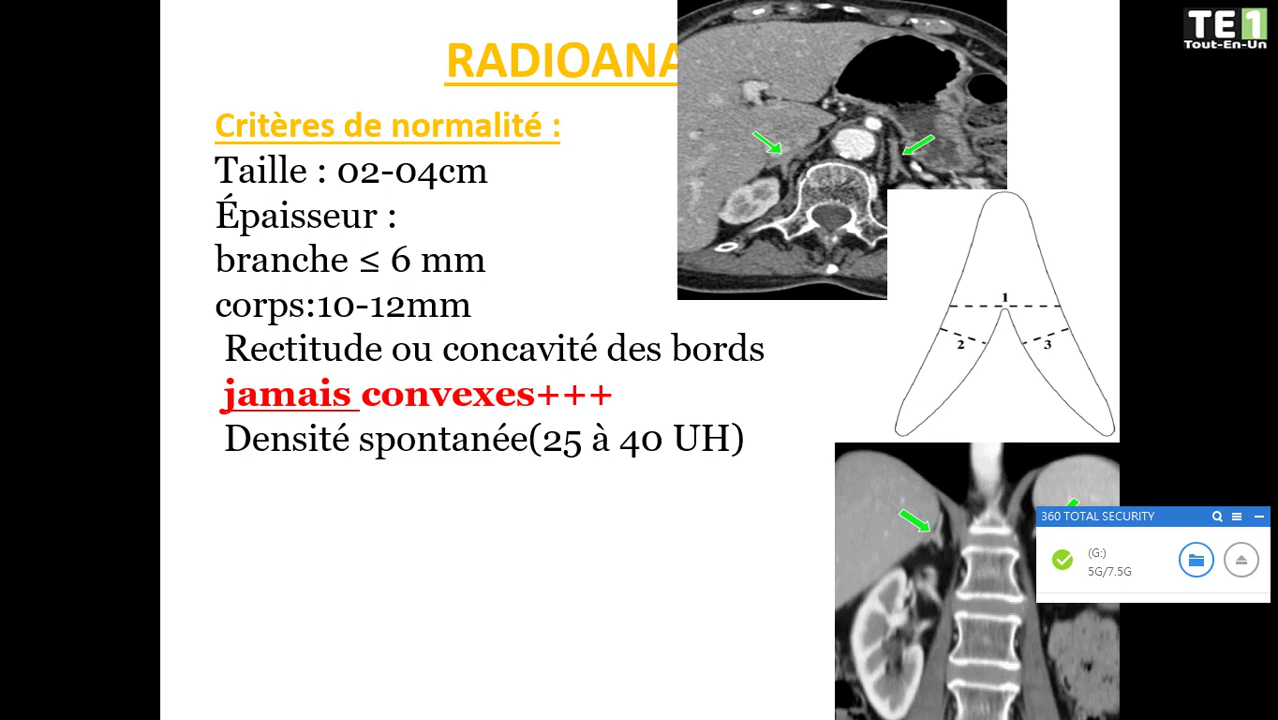 TE1
Tout-En-Un
Critères de normalité :
Taille : 02-04cm
Épaisseur :
branche ≤ 6 mm
corps:10-12mm
Rectitude ou concavité des bords
jamais convexes+++
Densité spontanée(25 à 40 UH)
1
2
3
360 TOTAL SECURITY
(G:)
5G/7.5G